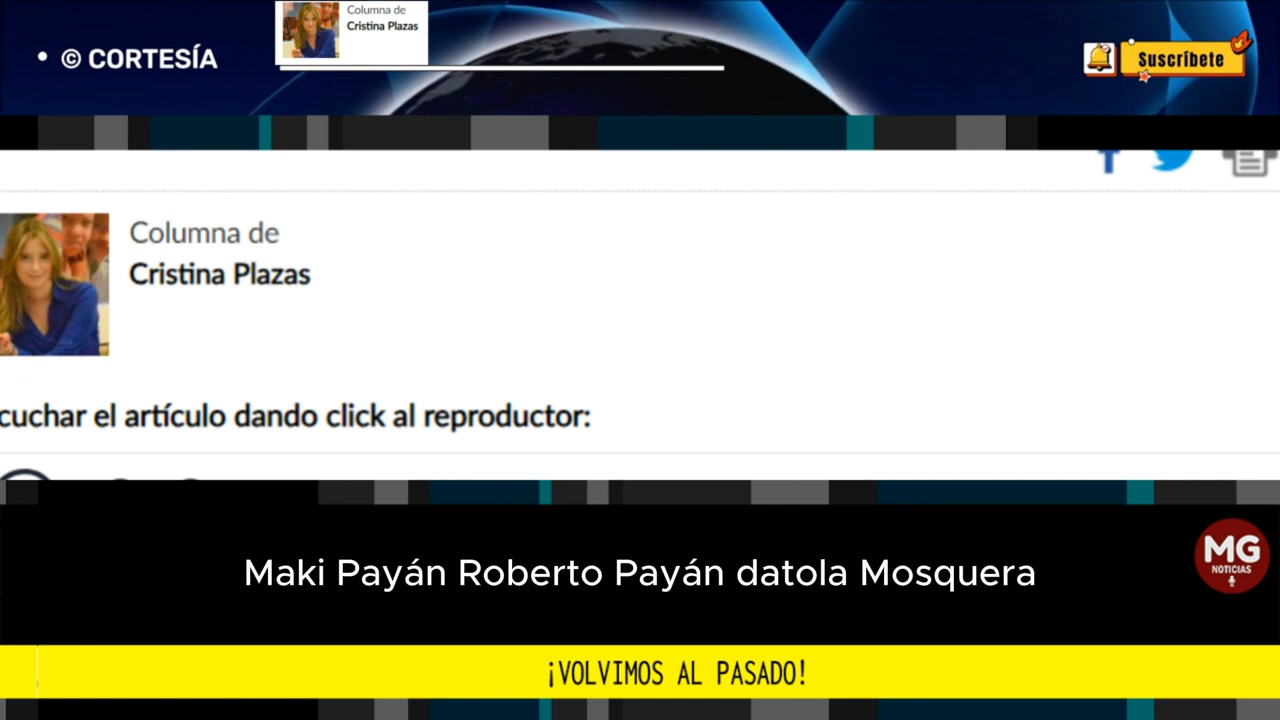 Columna de
Cristina Plazas
• © CORTESÍA
Suscríbete
Columna de
Cristina Plazas
cuchar el artículo dando click al reproductor:
Maki Payán Roberto Payán datola Mosquera
MG
NOTICIAS
¡VOLVIMOS AL PASADO!